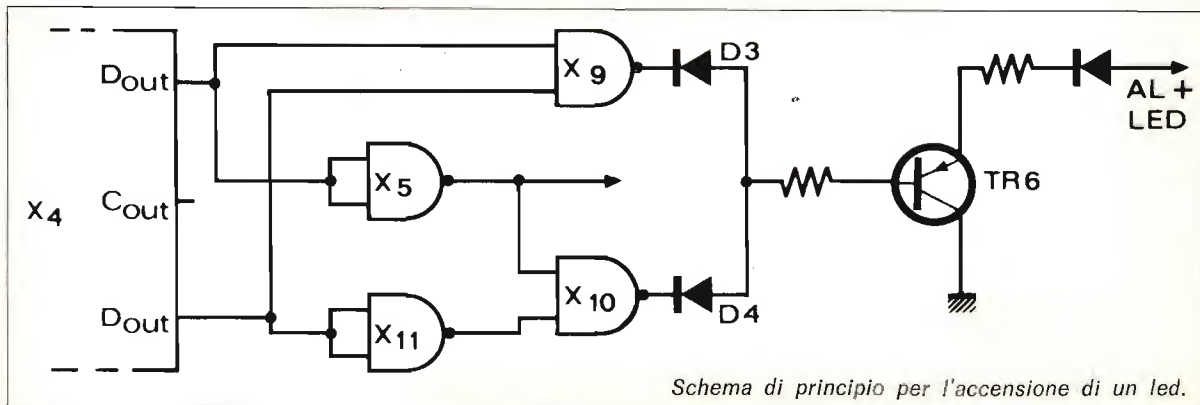 Dout
X9
D3
AL +
LED
X5
X4
Cout
TR6
X10
D4
Dout
X11
Schema di principio per l'accensione di un led.